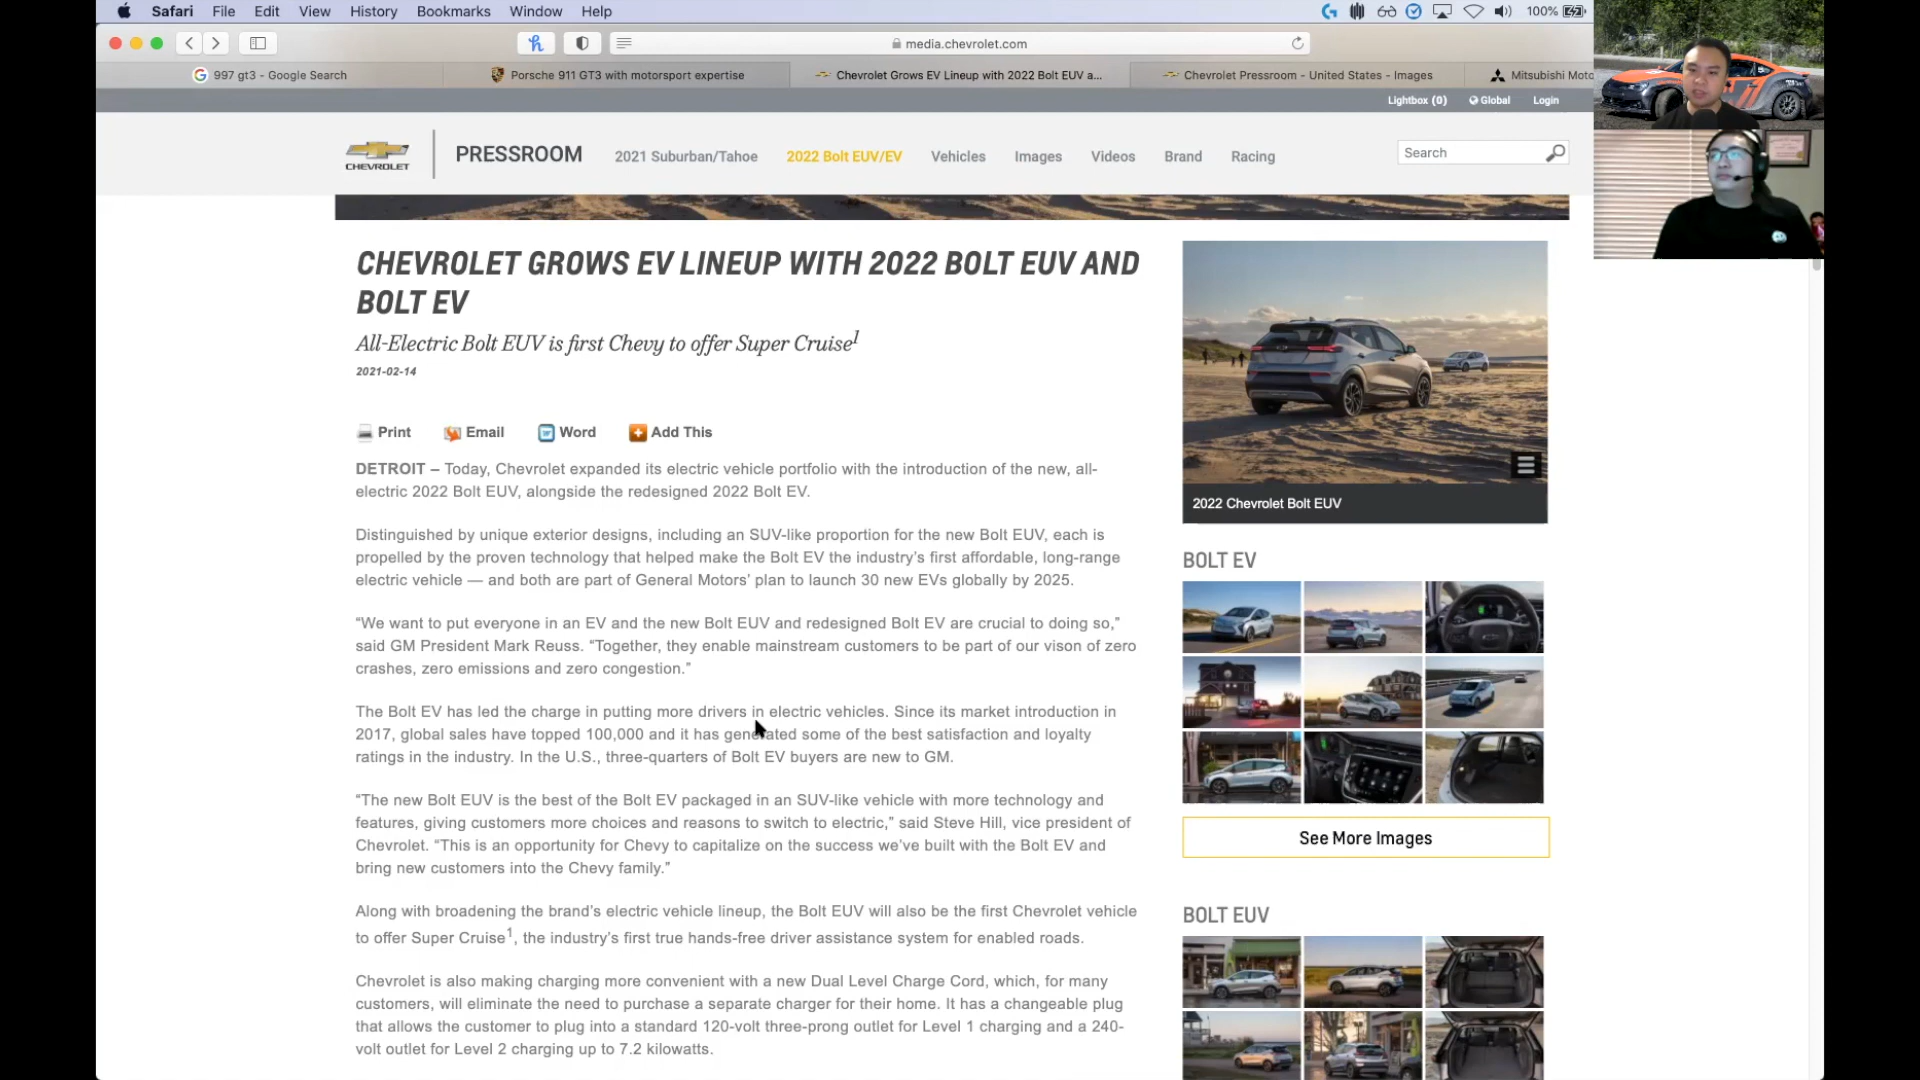 Safari File Edit View History Bookmarks Window Help 100%
media.chevrolet.com
997 gt3 - Google Search
Porsche 911 GT3 with motorsport expertise
Chevrolet Grows EV Lineup with 2022 Bolt EUV a...
Chevrolet Pressroom - United States - Images
Mitsubishi Moto
Lightbox (0) Global Login
CHEVROLET
PRESSROOM
2021 Suburban/Tahoe 2022 Bolt EUV/EV Vehicles Images Videos Brand Racing
Search
CHEVROLET GROWS EV LINEUP WITH 2022 BOLT EUV AND
BOLT EV
All-Electric Bolt EUV is first Chevy to offer Super Cruise1
2021-02-14
Print Email Word Add This
DETROIT – Today, Chevrolet expanded its electric vehicle portfolio with the introduction of the new, all-
electric 2022 Bolt EUV, alongside the redesigned 2022 Bolt EV.
Distinguished by unique exterior designs, including an SUV-like proportion for the new Bolt EUV, each is
propelled by the proven technology that helped make the Bolt EV the industry's first affordable, long-range
electric vehicle — and both are part of General Motors' plan to launch 30 new EVs globally by 2025.
“We want to put everyone in an EV and the new Bolt EUV and redesigned Bolt EV are crucial to doing so,”
said GM President Mark Reuss. “Together, they enable mainstream customers to be part of our vison of zero
crashes, zero emissions and zero congestion.”
The Bolt EV has led the charge in putting more drivers in electric vehicles. Since its market introduction in
2017, global sales have topped 100,000 and it has generated some of the best satisfaction and loyalty
ratings in the industry. In the U.S., three-quarters of Bolt EV buyers are new to GM.
“The new Bolt EUV is the best of the Bolt EV packaged in an SUV-like vehicle with more technology and
features, giving customers more choices and reasons to switch to electric,” said Steve Hill, vice president of
Chevrolet. “This is an opportunity for Chevy to capitalize on the success we've built with the Bolt EV and
bring new customers into the Chevy family.”
Along with broadening the brand's electric vehicle lineup, the Bolt EUV will also be the first Chevrolet vehicle
to offer Super Cruise1, the industry's first true hands-free driver assistance system for enabled roads.
Chevrolet is also making charging more convenient with a new Dual Level Charge Cord, which, for many
customers, will eliminate the need to purchase a separate charger for their home. It has a changeable plug
that allows the customer to plug into a standard 120-volt three-prong outlet for Level 1 charging and a 240-
volt outlet for Level 2 charging up to 7.2 kilowatts.
2022 Chevrolet Bolt EUV
BOLT EV
See More Images
BOLT EUV